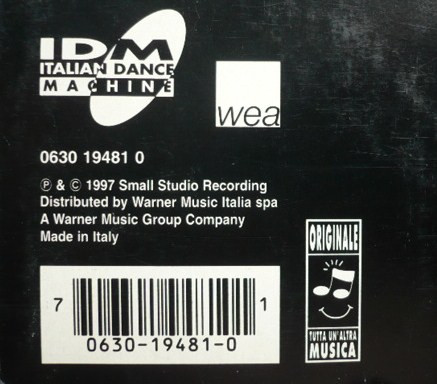 IDM
ITALIAN DANCE
MACHINE
wea
0630 19481 0
℗ & © 1997 Small Studio Recording
Distributed by Warner Music Italia spa
A Warner Music Group Company
Made in Italy
ORIGINALE
TUTTA UN'ALTRA
MUSICA
7 1
0630-19481-0